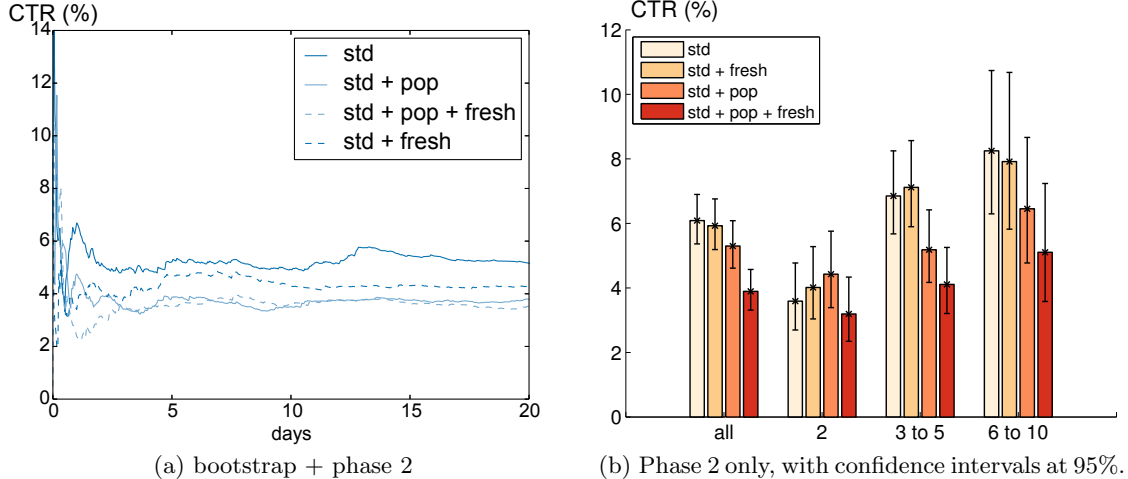 CTR (%)
14
12
10
8
6
4
2
0
0
5
10
15
20
days
std
std + pop
std + pop + fresh
std + fresh
(a) bootstrap + phase 2
CTR (%)
12
10
8
6
4
2
0
std
std + fresh
std + pop
std + pop + fresh
all
2
3 to 5
6 to 10
(b) Phase 2 only, with confidence intervals at 95%.